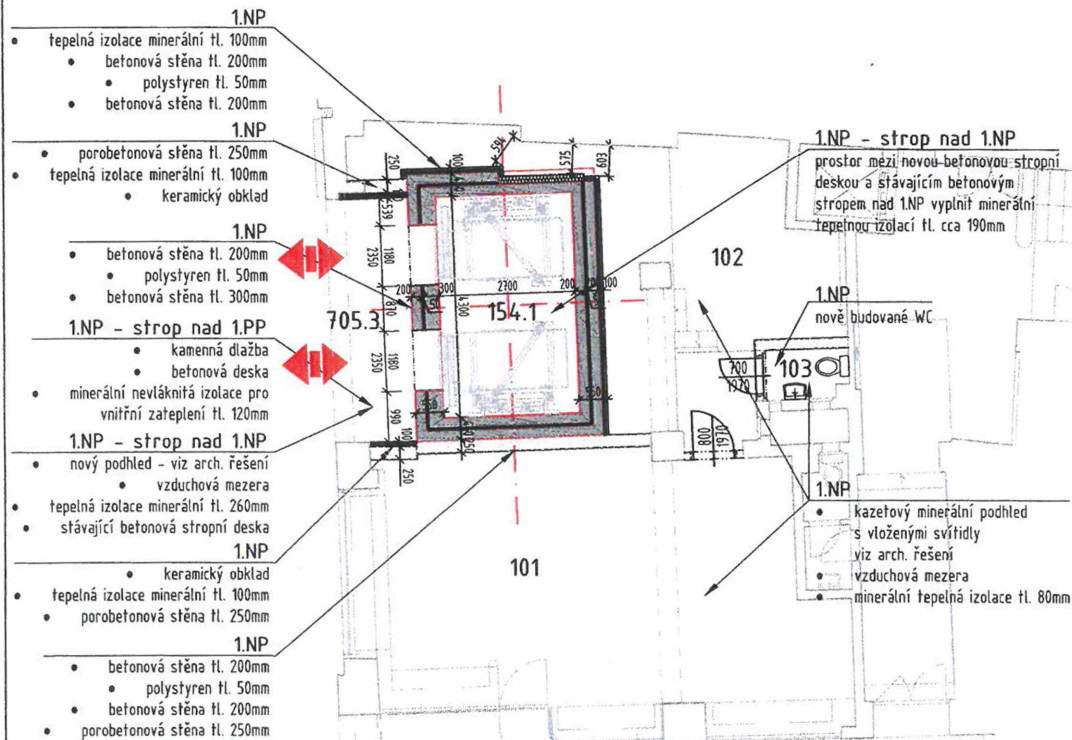 1.NP
• tepelná izolace minerální tl. 100mm
• betonová stěna tl. 200mm
• polystyren tl. 50mm
• betonová stěna tl. 200mm
1.NP
• porobetonová stěna tl. 250mm
• tepelná izolace minerální tl. 100mm
• keramický obklad
1.NP
• betonová stěna tl. 200mm
• polystyren tl. 50mm
• betonová stěna tl. 300mm
1.NP - strop nad 1.PP
• kamenná dlažba
• betonová deska
• minerální nevláknitá izolace pro
vnitřní zateplení tl. 120mm
1.NP - strop nad 1.NP
• nový podhled - viz arch. řešení
• vzduchová mezera
• tepelná izolace minerální tl. 260mm
• stávající betonová stropní deska
1.NP
• keramický obklad
• tepelná izolace minerální tl. 100mm
• porobetonová stěna tl. 250mm
1.NP
• betonová stěna tl. 200mm
• polystyren tl. 50mm
• betonová stěna tl. 200mm
• porobetonová stěna tl. 250mm
250
539
1180
2350
870
1180
2350
990
100
250
100
575
609
200
300
2700
200
4300
705.3
154.1
550
250
101
102
103
700
1970
800
1970
1.NP - strop nad 1.NP
prostor mezi novou betonovou stropní
deskou a stávajícím betonovým
stropem nad 1.NP vyplnit minerální
tepelnou izolací tl. cca 190mm
1.NP
nově budované WC
1.NP
• kazetový minerální podhled
s vloženými svítidly
viz arch. řešení
• vzduchová mezera
• minerální tepelná izolace tl. 80mm